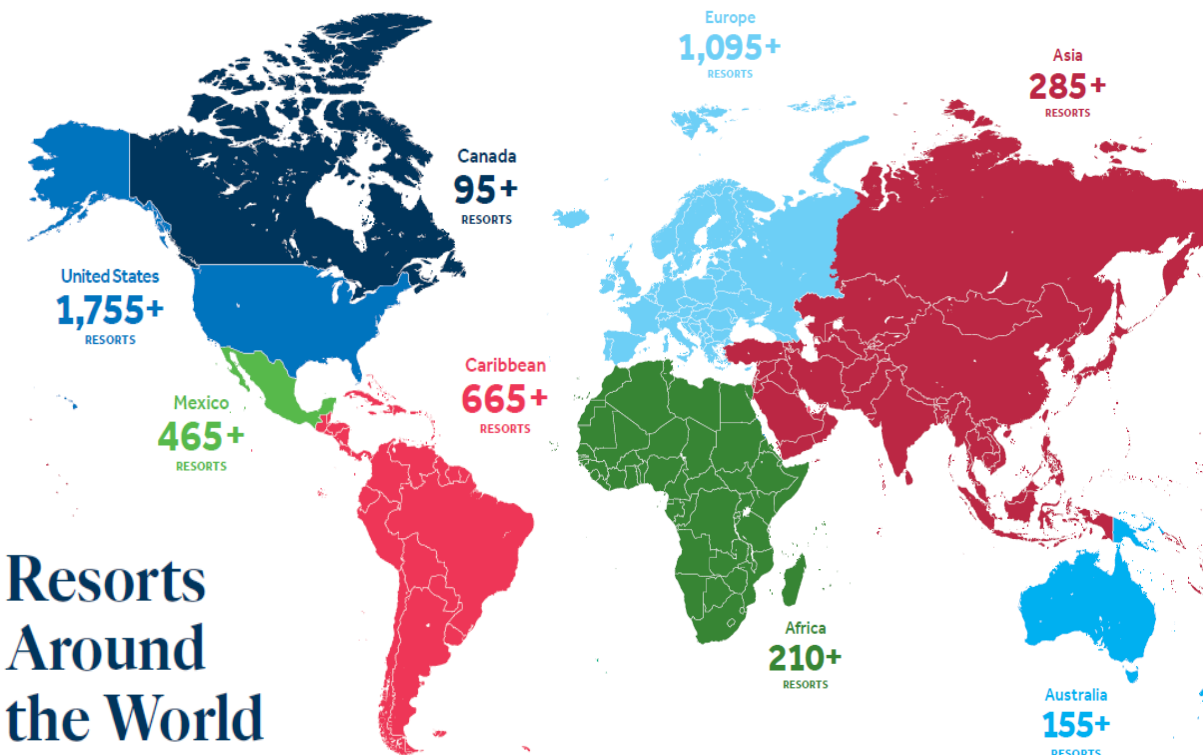 Europe
1,095+
RESORTS
Asia
285+
RESORTS
Canada
95+
RESORTS
United States
1,755+
RESORTS
Caribbean
665+
RESORTS
Mexico
465+
RESORTS
Africa
210+
RESORTS
Australia
155+
RESORTS
Resorts
Around
the World